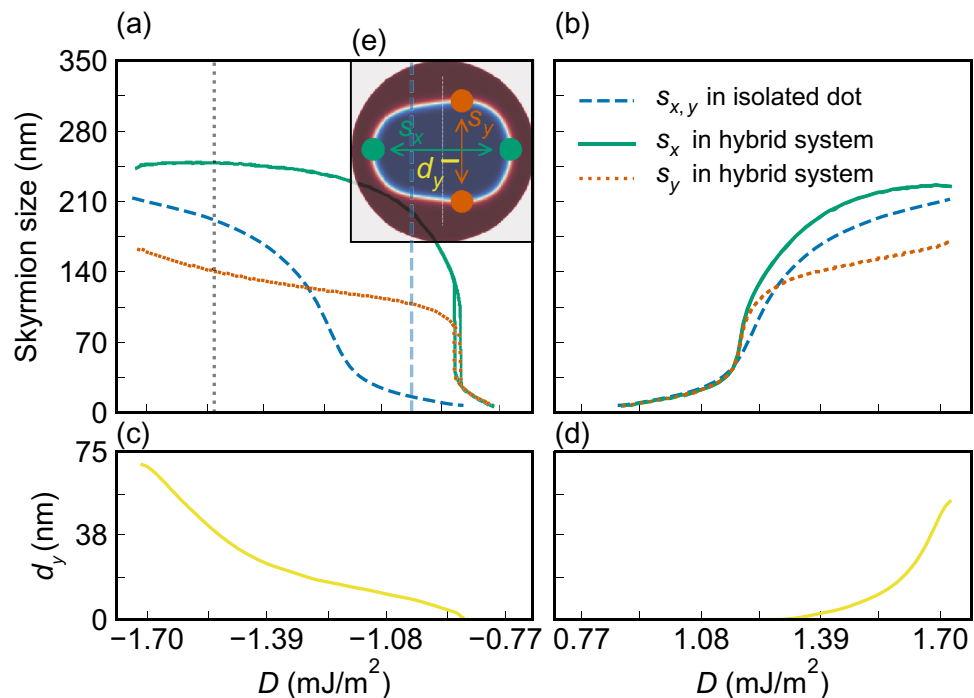 (a)
(e)
(b)
350
280
210
140
70
0
Skyrmion size (nm)
s_x
s_y
d_y
s_{x,y} in isolated dot
s_x in hybrid system
s_y in hybrid system
(c)
(d)
75
38
0
d_y (nm)
−1.70
−1.39
−1.08
−0.77
0.77
1.08
1.39
1.70
D (mJ/m²)
D (mJ/m²)